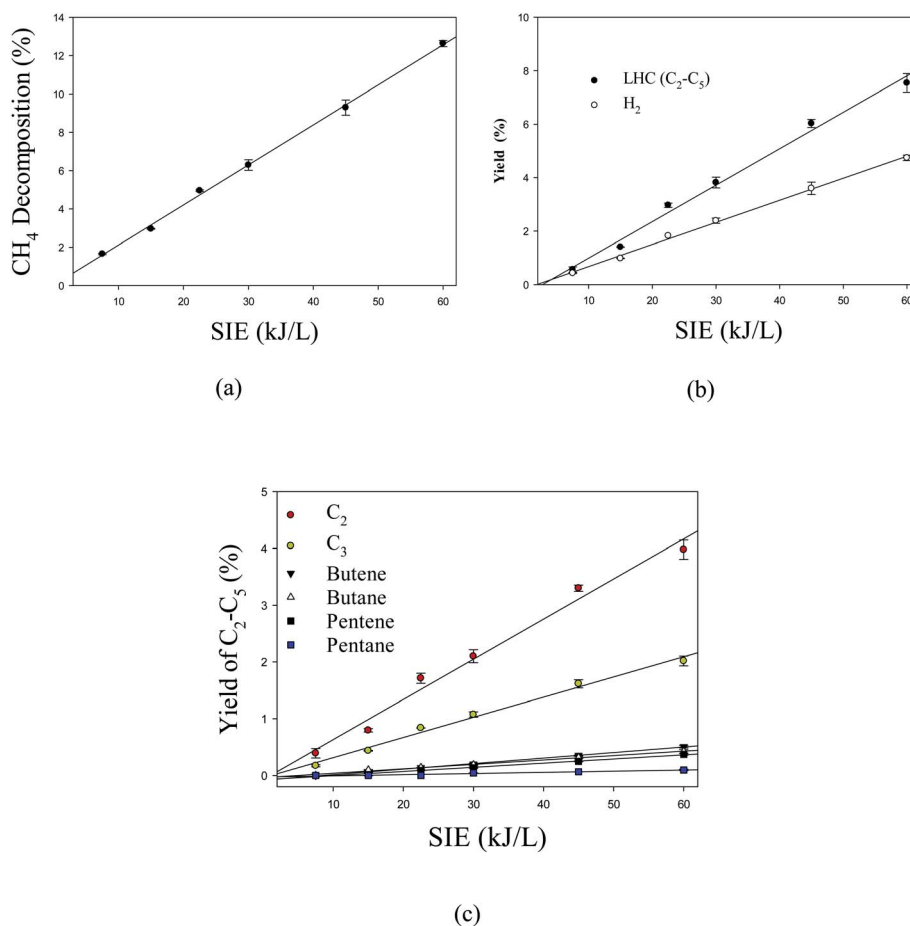 14
12
10
8
6
4
2
0
CH₄ Decomposition (%)
10 20 30 40 50 60
SIE (kJ/L)
(a)
10
8
6
4
2
0
Yield (%)
LHC (C₂-C₅)
H₂
10 20 30 40 50 60
SIE (kJ/L)
(b)
5
4
3
2
1
0
Yield of C₂-C₅ (%)
C₂
C₃
Butene
Butane
Pentene
Pentane
10 20 30 40 50 60
SIE (kJ/L)
(c)